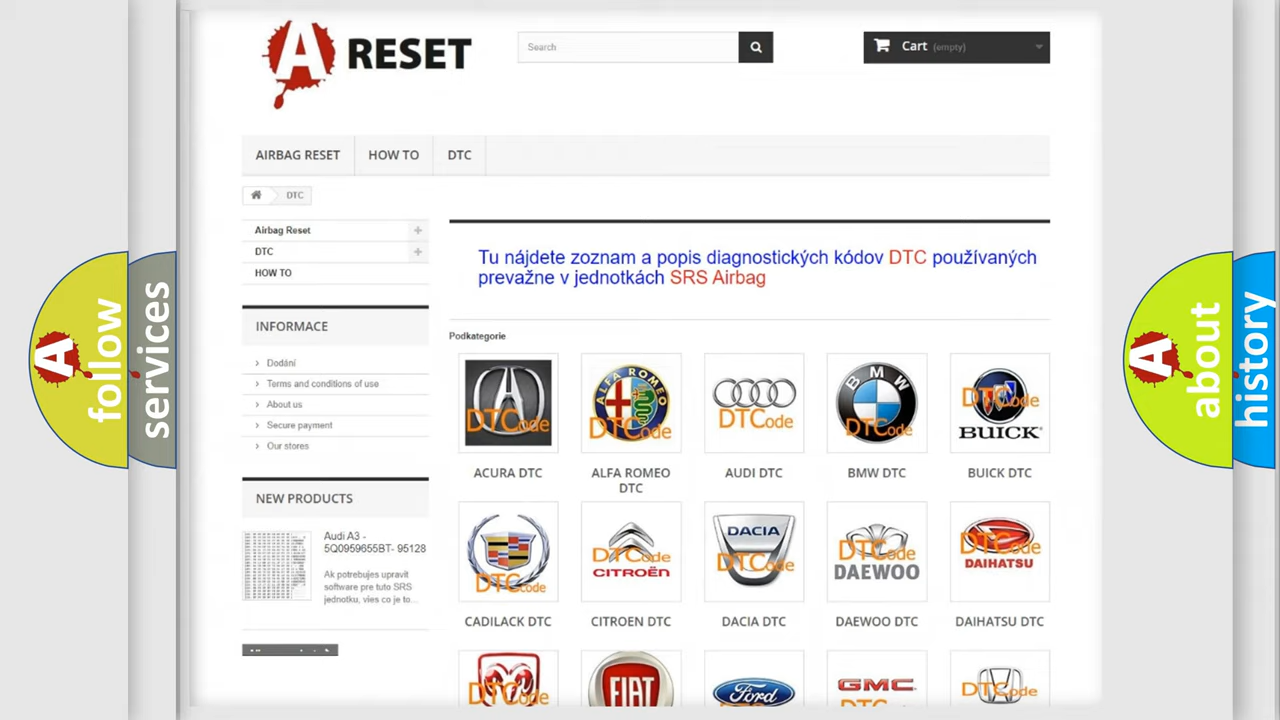 A RESET
Search
Cart (empty)
AIRBAG RESET
HOW TO
DTC
DTC
Airbag Reset
DTC
HOW TO
Tu nájdete zoznam a popis diagnostických kódov DTC používaných
prevažne v jednotkách SRS Airbag
INFORMACE
Dodání
Terms and conditions of use
About us
Secure payment
Our stores
NEW PRODUCTS
Audi A3 -
5Q0959655BT- 95128
Ak potrebujes upravit
software pre tuto SRS
jednotku, vies co je to...
Podkategorie
DTCode
ALFA ROMEO
DTCode
DTCode
BMW
DTCode
DTCode
BUICK
ACURA DTC
ALFA ROMEO
DTC
AUDI DTC
BMW DTC
BUICK DTC
DTCode
DTCode
CITROËN
DACIA
DTCode
DTCode
DAEWOO
DTCode
DAIHATSU
CADILACK DTC
CITROEN DTC
DACIA DTC
DAEWOO DTC
DAIHATSU DTC
DTCode
FIAT
Ford
GMC
DTCode
A follow
services
A about
history